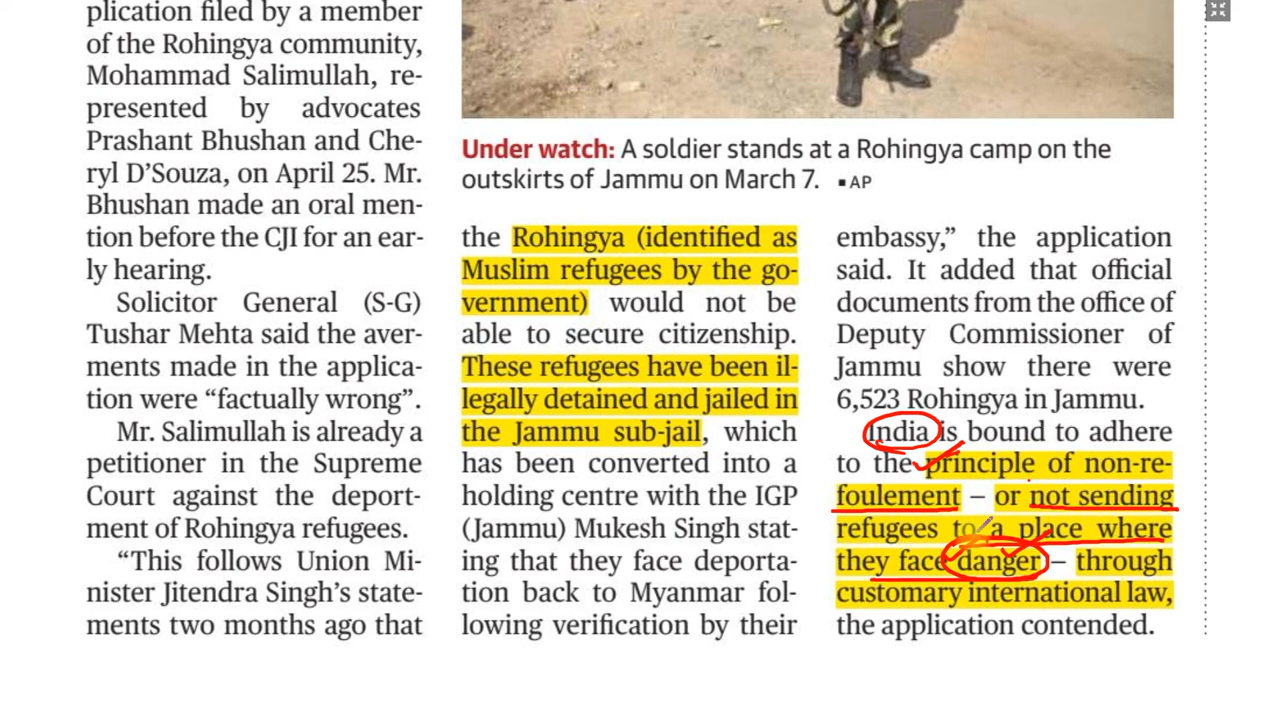 plication filed by a member
of the Rohingya community,
Mohammad Salimullah, re-
presented by advocates
Prashant Bhushan and Che-
ryl D’Souza, on April 25. Mr.
Bhushan made an oral men-
tion before the CJI for an ear-
ly hearing.
Solicitor General (S-G)
Tushar Mehta said the aver-
ments made in the applica-
tion were “factually wrong”.
Mr. Salimullah is already a
petitioner in the Supreme
Court against the deport-
ment of Rohingya refugees.
“This follows Union Mi-
nister Jitendra Singh’s state-
ments two months ago that
Under watch: A soldier stands at a Rohingya camp on the
outskirts of Jammu on March 7. ▪ AP
the Rohingya (identified as
Muslim refugees by the go-
vernment) would not be
able to secure citizenship.
These refugees have been il-
legally detained and jailed in
the Jammu sub-jail, which
has been converted into a
holding centre with the IGP
(Jammu) Mukesh Singh stat-
ing that they face deporta-
tion back to Myanmar fol-
lowing verification by their
embassy,” the application
said. It added that official
documents from the office of
Deputy Commissioner of
Jammu show there were
6,523 Rohingya in Jammu.
India is bound to adhere
to the principle of non-re-
foulement – or not sending
refugees to a place where
they face danger – through
customary international law,
the application contended.